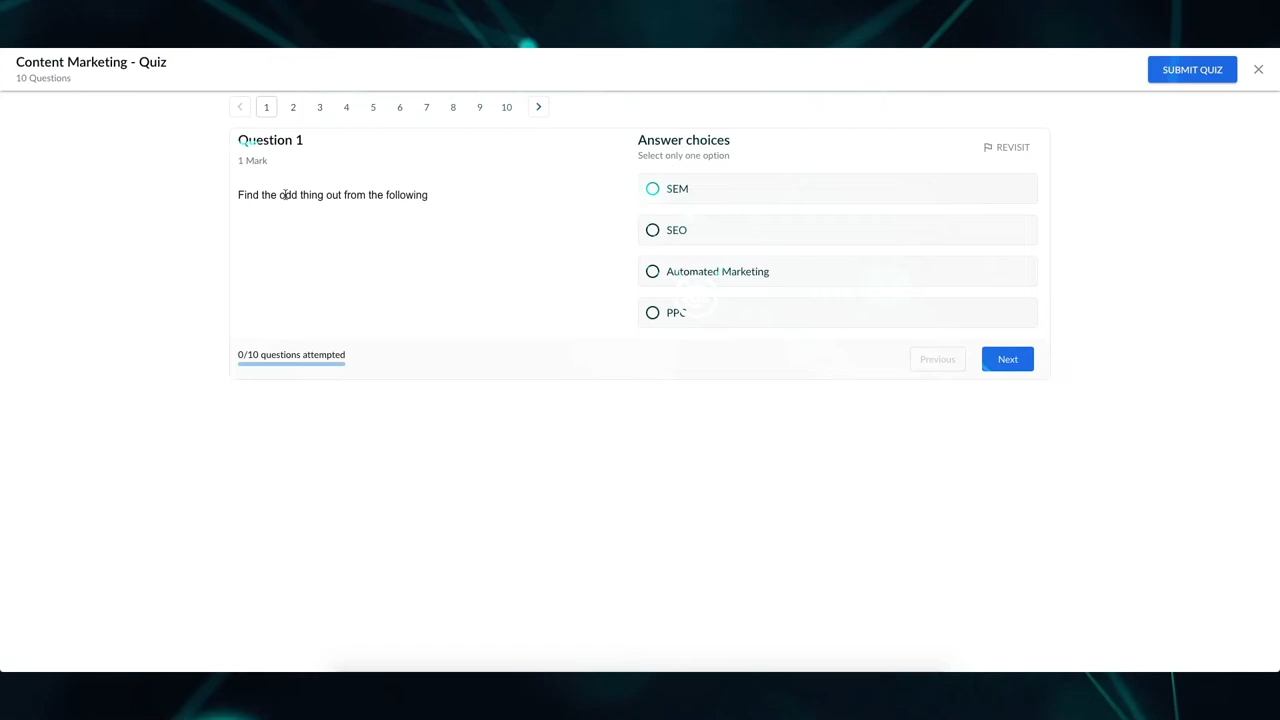 Content Marketing - Quiz
10 Questions
SUBMIT QUIZ
1 2 3 4 5 6 7 8 9 10
Question 1
1 Mark
Find the odd thing out from the following
Answer choices
Select only one option
REVISIT
SEM
SEO
Automated Marketing
PPC
0/10 questions attempted
Previous
Next